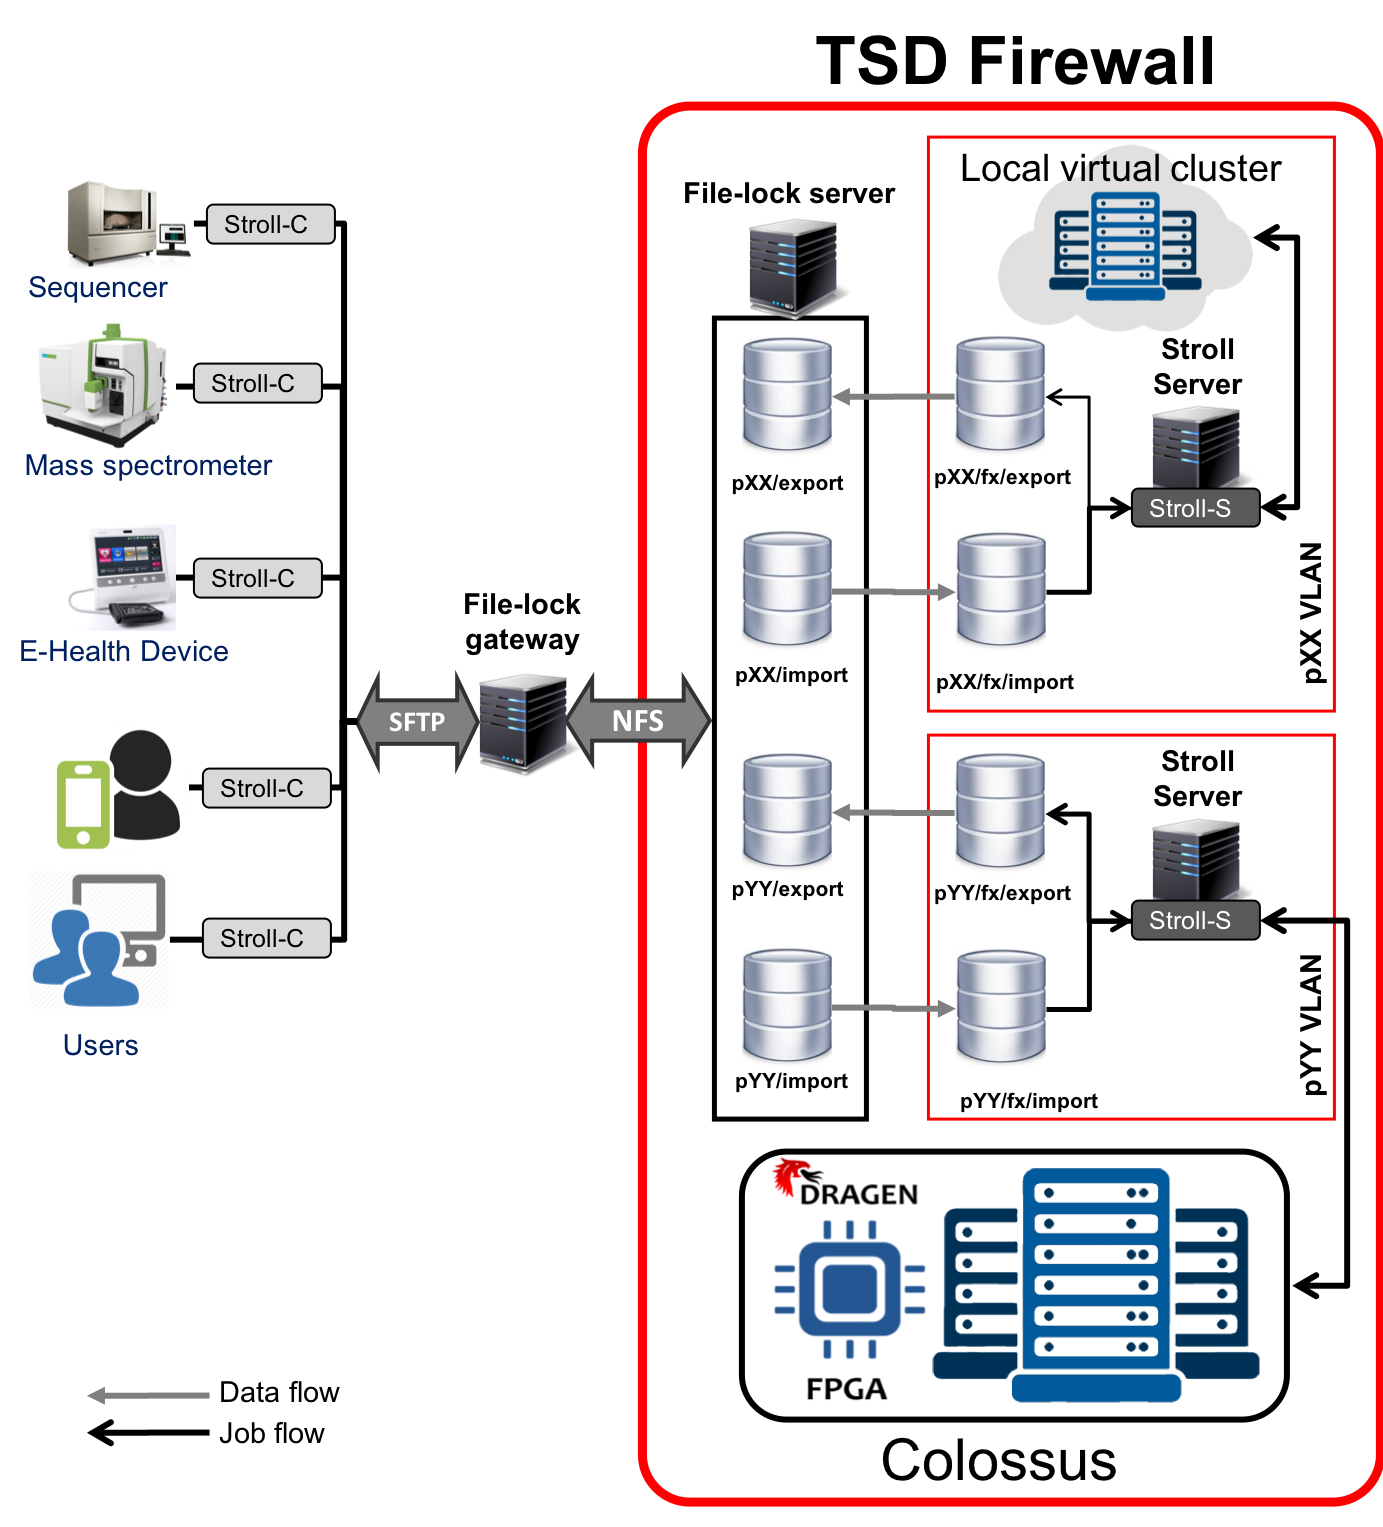 TSD Firewall
Local virtual cluster
File-lock server
Stroll-C
Sequencer
Stroll
Server
Stroll-C
Mass spectrometer
pXX/export
pXX/fx/export
Stroll-S
Stroll-C
E-Health Device
File-lock
gateway
pXX VLAN
pXX/import
pXX/fx/import
SFTP
NFS
Stroll-C
Stroll
Server
pYY/export
pYY/fx/export
Stroll-S
Stroll-C
Users
pYY VLAN
pYY/import
pYY/fx/import
DRAGEN
FPGA
Colossus
Data flow
Job flow